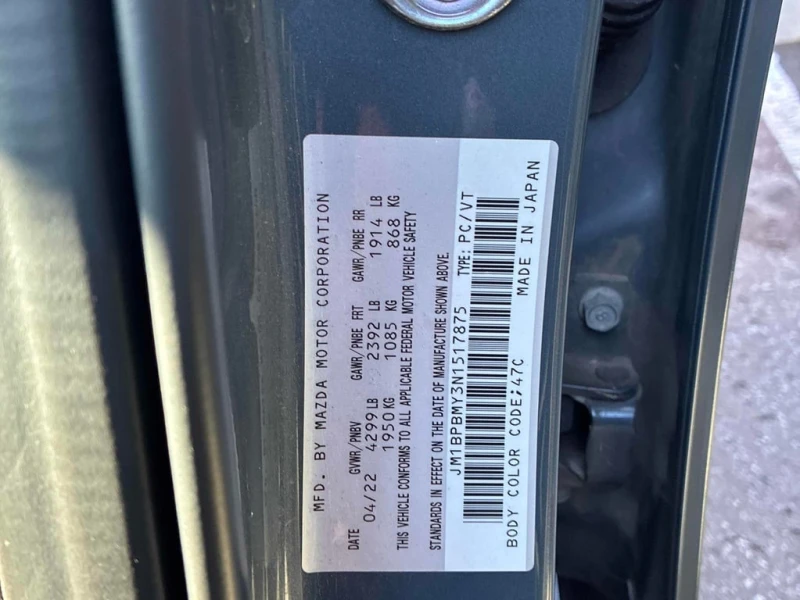 MFD. BY MAZDA MOTOR CORPORATION
DATE GVWR/PNBV GAWR/PNBE FRT GAWR/PNBE RR
04/22 4299 LB 2392 LB 1914 LB
1950 KG 1085 KG 868 KG
THIS VEHICLE CONFORMS TO ALL APPLICABLE FEDERAL MOTOR VEHICLE SAFETY
STANDARDS IN EFFECT ON THE DATE OF MANUFACTURE SHOWN ABOVE.
JM1BPBMY3N1517875 TYPE: PC/VT
BODY COLOR CODE;47C MADE IN JAPAN